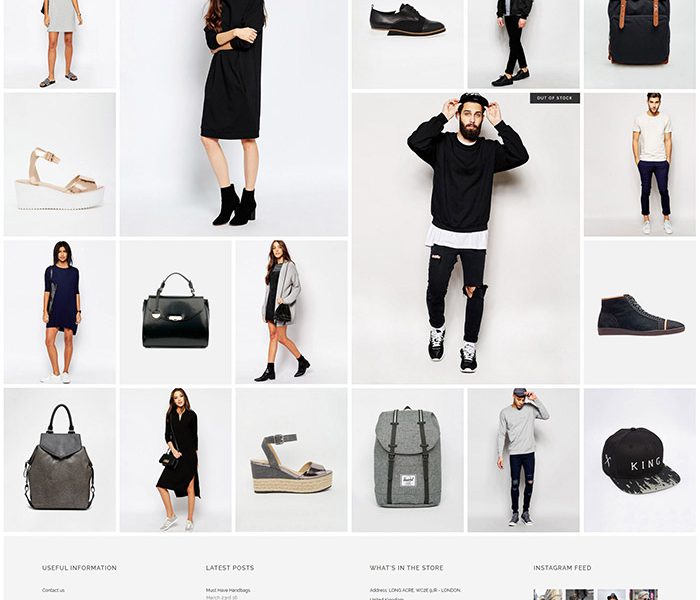 OUT OF STOCK
Herschel
X KING
USEFUL INFORMATION
LATEST POSTS
WHAT'S IN THE STORE
INSTAGRAM FEED
Contact us
Must Have Handbags
Address: LONG ACRE, WC2E 9JR - LONDON,
March 23rd 16
United Kingdom